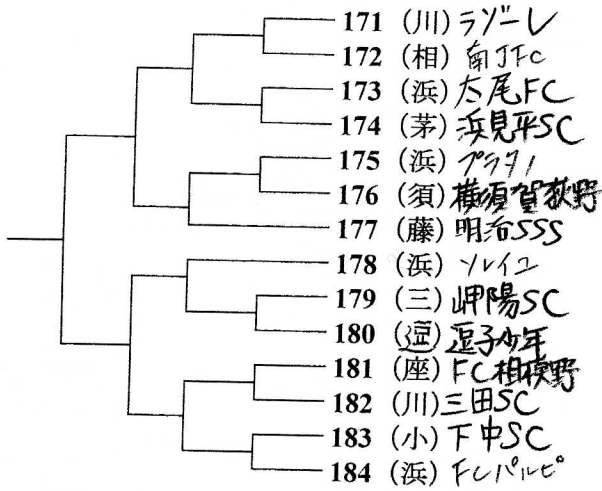 171 (川) ラゾーレ
172 (相) 南JFC
173 (浜) 太尾FC
174 (茅) 浜見平SC
175 (浜) プラタノ
176 (須) 横須賀荻野
177 (藤) 明治SSS
178 (浜) ソレイユ
179 (三) 岬陽SC
180 (逗) 逗子少年
181 (座) FC相模野
182 (川) 三田SC
183 (小) 下中SC
184 (浜) FCパルピ